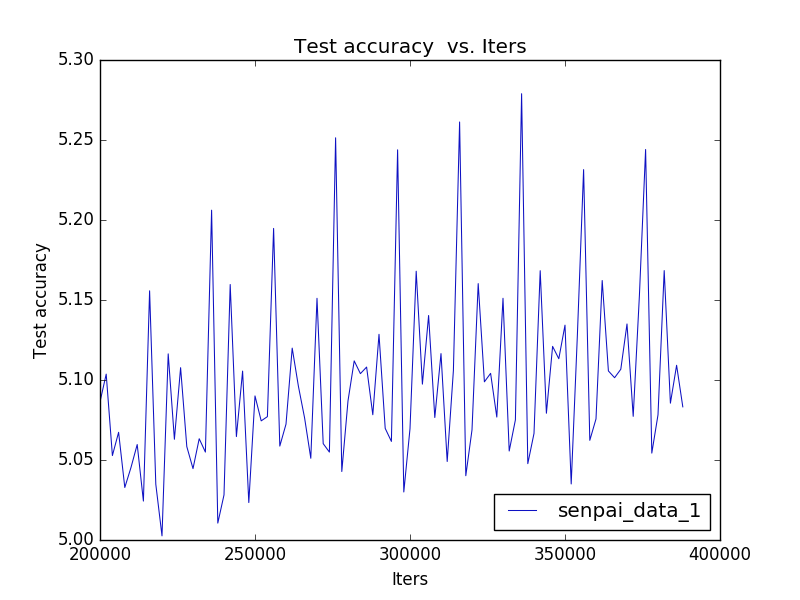 Test accuracy  vs. Iters
5.30
5.25
5.20
5.15
5.10
5.05
5.00
Test accuracy
200000 250000 300000 350000 400000
Iters
senpai_data_1